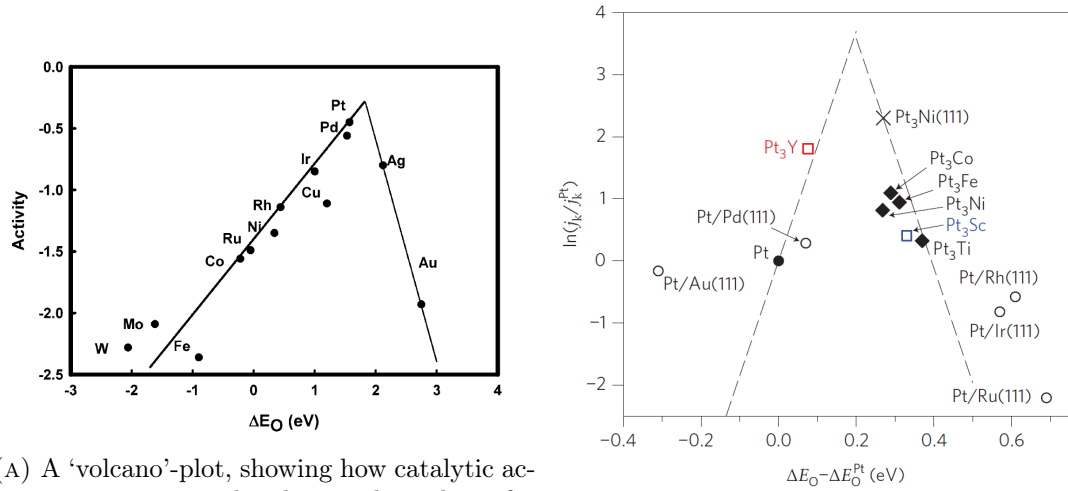 0.0
-0.5
-1.0
-1.5
-2.0
-2.5
Activity
Pt
Pd
Ir
Ag
Cu
Rh
Ni
Ru
Co
Au
Mo
W
Fe
-3 -2 -1 0 1 2 3 4
ΔEO (eV)
(A) A ‘volcano’-plot, showing how catalytic ac-
4
3
2
1
0
−1
−2
ln(jk/jkPt)
Pt3Ni(111)
Pt3Y
Pt3Co
Pt3Fe
Pt3Ni
Pt3Sc
Pt3Ti
Pt/Pd(111)
Pt
Pt/Au(111)
Pt/Rh(111)
Pt/Ir(111)
Pt/Ru(111)
−0.4 −0.2 0.0 0.2 0.4 0.6
ΔEO−ΔEOPt (eV)